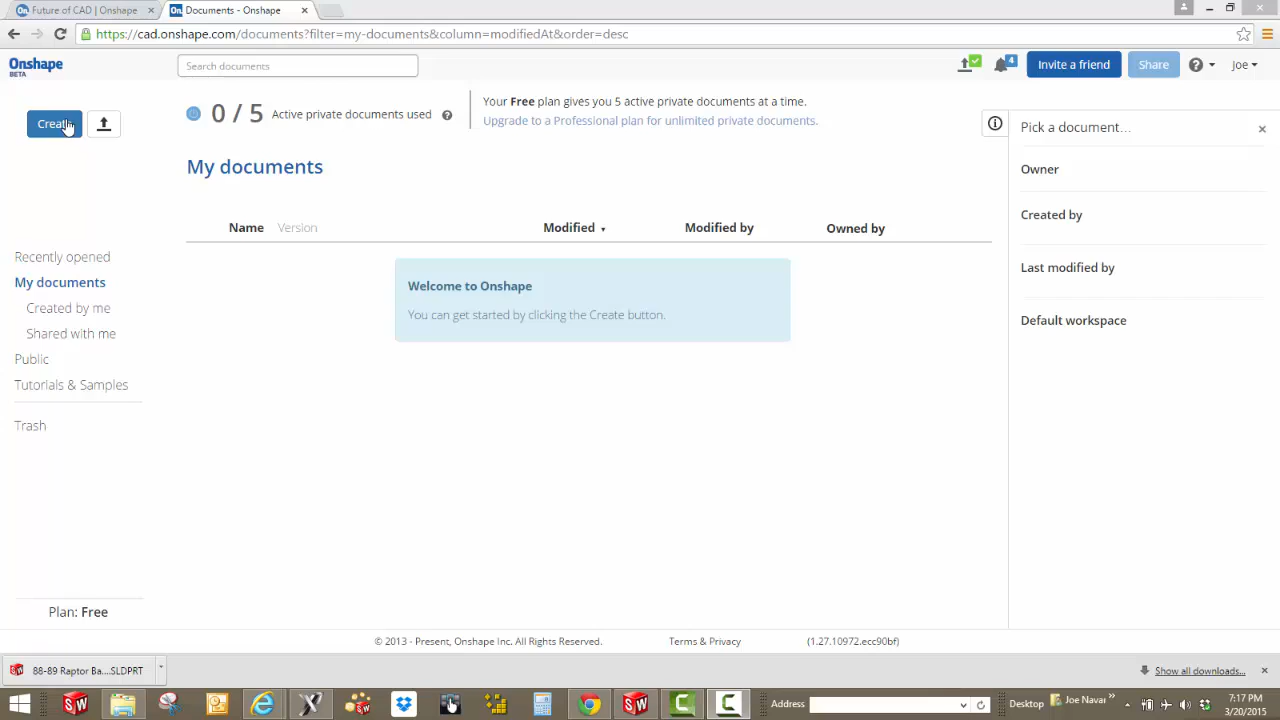 Future of CAD | Onshape
Documents - Onshape
https://cad.onshape.com/documents?filter=my-documents&column=modifiedAt&order=desc
Onshape
BETA
Search documents
4
Invite a friend
Share
Joe
Create
0 / 5 Active private documents used
Your Free plan gives you 5 active private documents at a time.
Upgrade to a Professional plan for unlimited private documents.
Pick a document...
My documents
Owner
Name Version Modified Modified by Owned by
Created by
Recently opened
My documents
Created by me
Shared with me
Public
Tutorials & Samples
Trash
Welcome to Onshape
You can get started by clicking the Create button.
Last modified by
Default workspace
Plan: Free
© 2013 - Present, Onshape Inc. All Rights Reserved. Terms & Privacy (1.27.10972.ecc90bf)
88-89 Raptor Ba....SLDPRT
Show all downloads...
Address
Desktop
Joe Navar
7:17 PM
3/20/2015